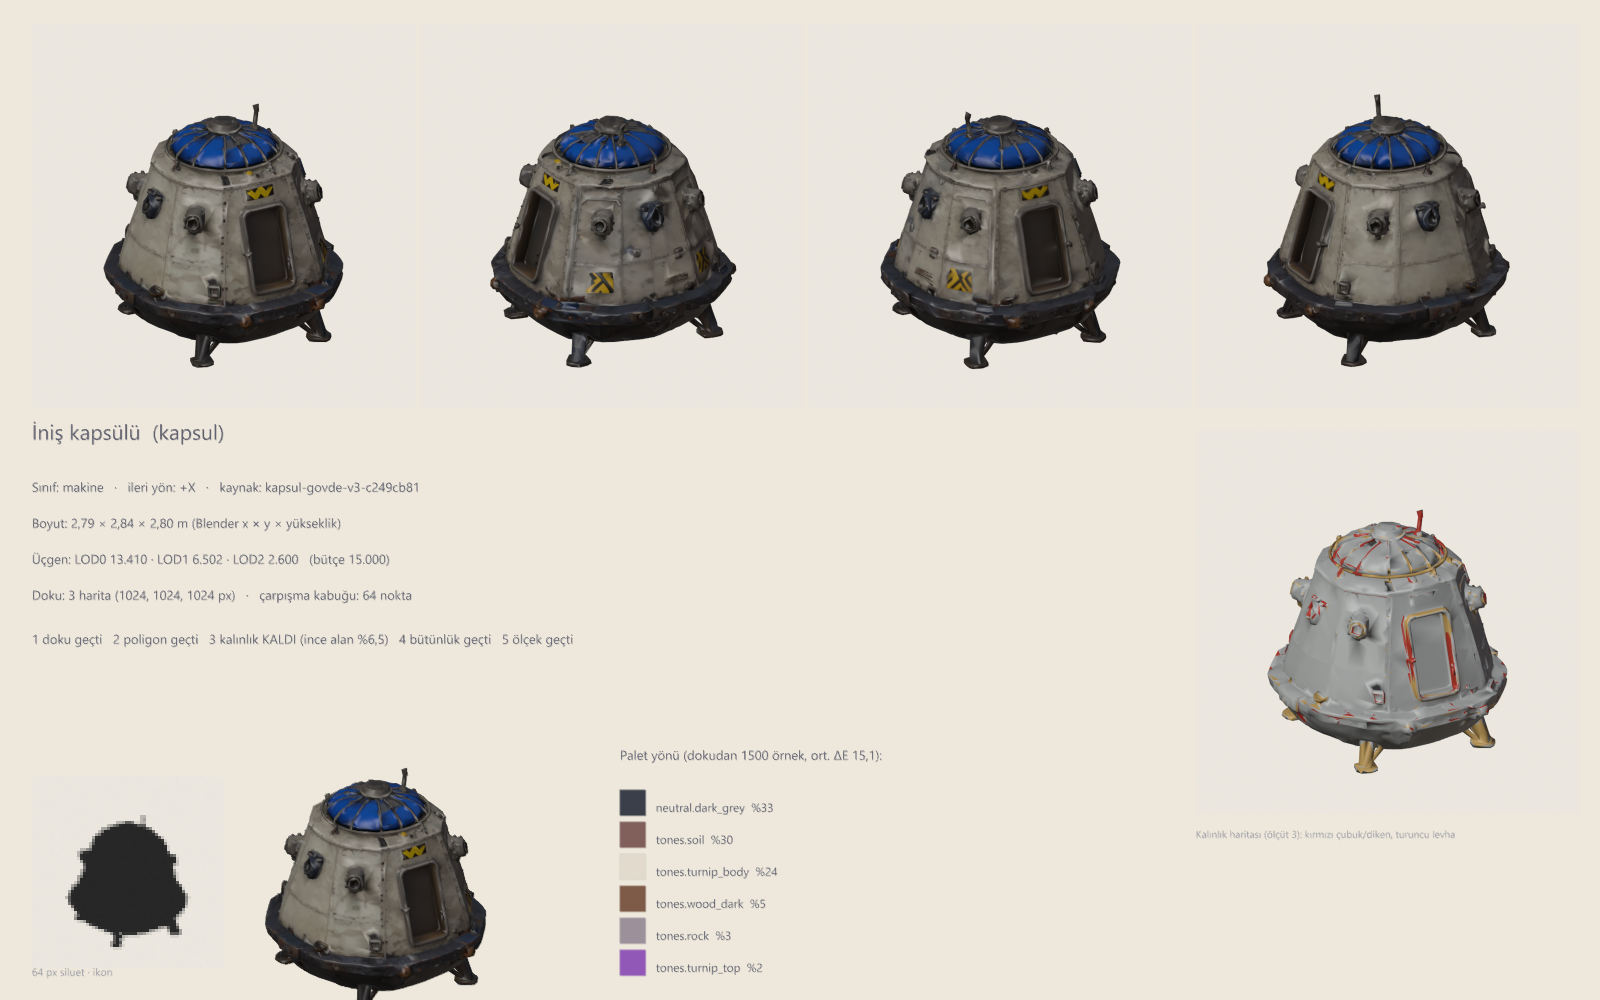 İniş kapsülü (kapsul)
Sınıf: makine · ileri yön: +X · kaynak: kapsul-govde-v3-c249cb81
Boyut: 2,79 × 2,84 × 2,80 m (Blender x × y × yükseklik)
Üçgen: LOD0 13.410 · LOD1 6.502 · LOD2 2.600 (bütçe 15.000)
Doku: 3 harita (1024, 1024, 1024 px) · çarpışma kabuğu: 64 nokta
1 doku geçti 2 poligon geçti 3 kalınlık KALDI (ince alan %6,5) 4 bütünlük geçti 5 ölçek geçti
Palet yönü (dokudan 1500 örnek, ort. ΔE 15,1):
neutral.dark_grey %33
tones.soil %30
tones.turnip_body %24
tones.wood_dark %5
tones.rock %3
tones.turnip_top %2
Kalınlık haritası (ölçüt 3): kırmızı çubuk/diken, turuncu levha
64 px siluet · ikon